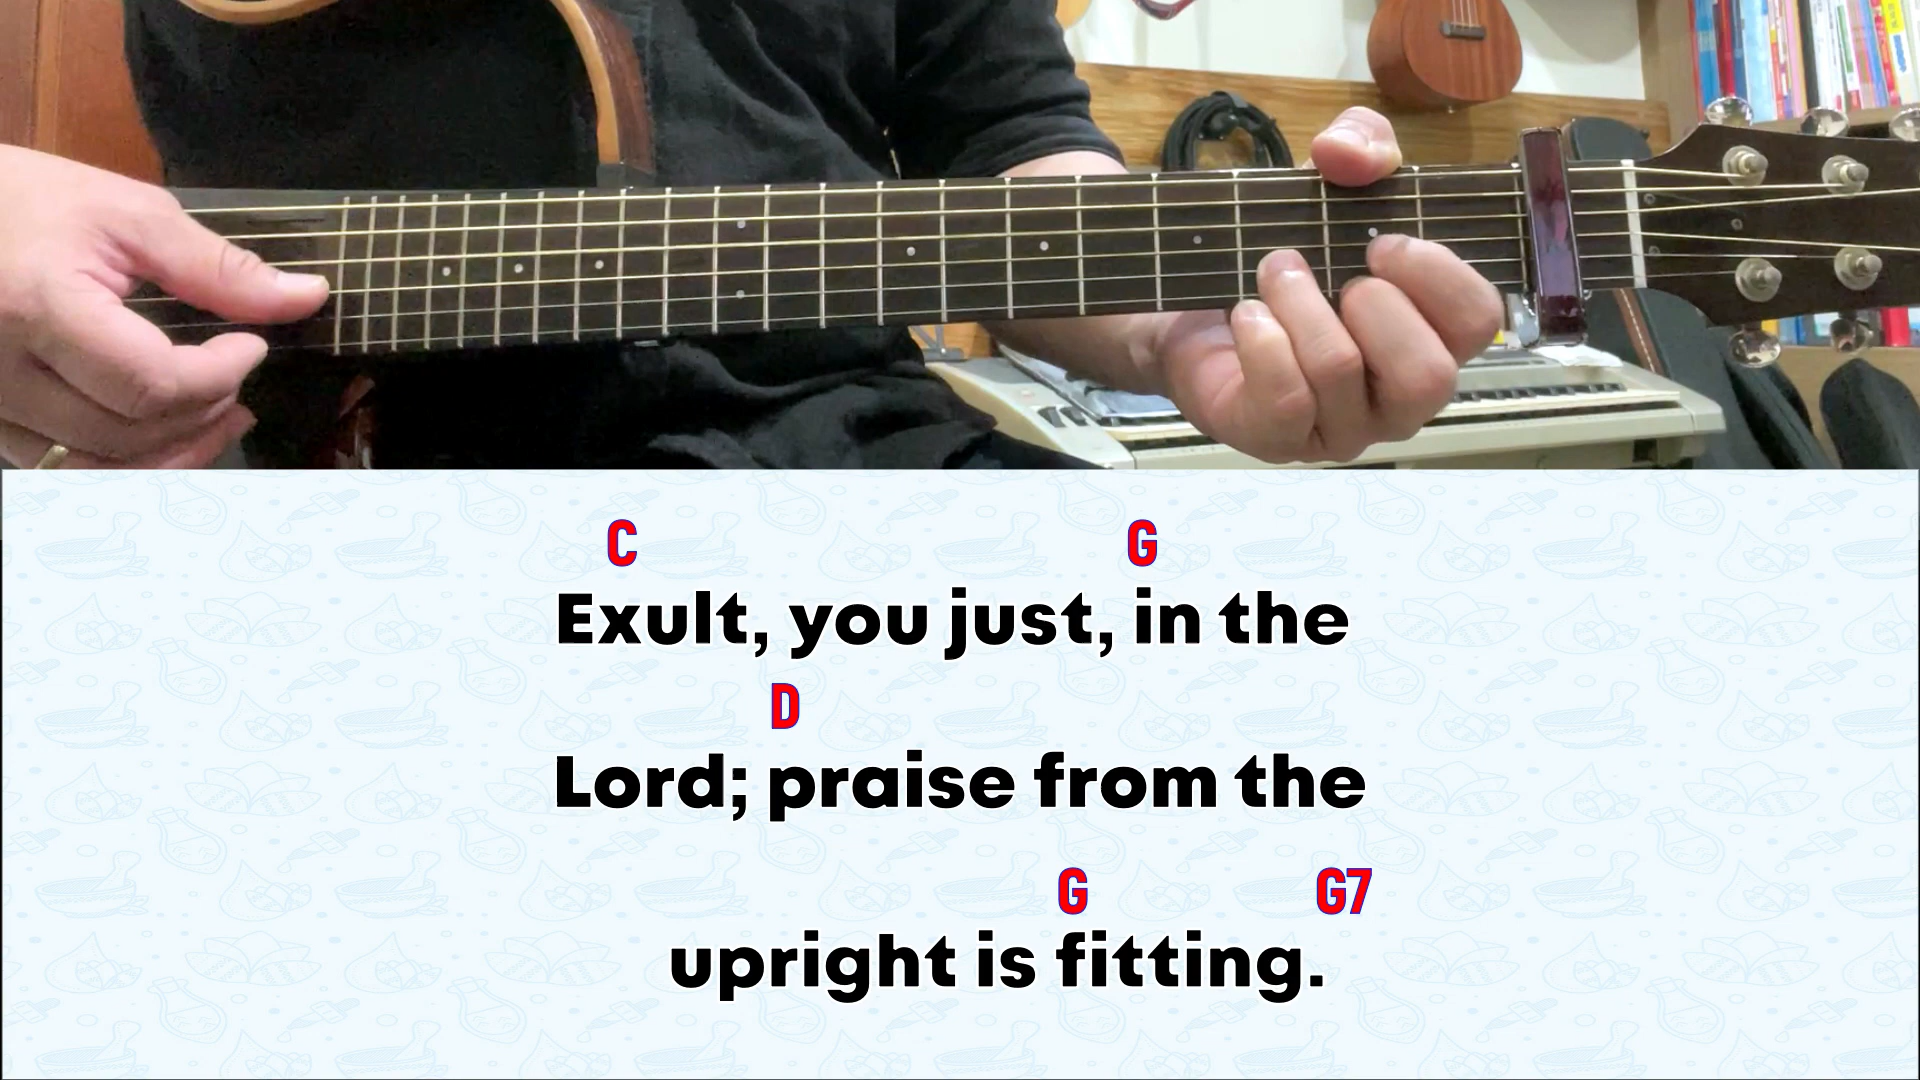 C G
Exult, you just, in the
D
Lord; praise from the
G G7
upright is fitting.